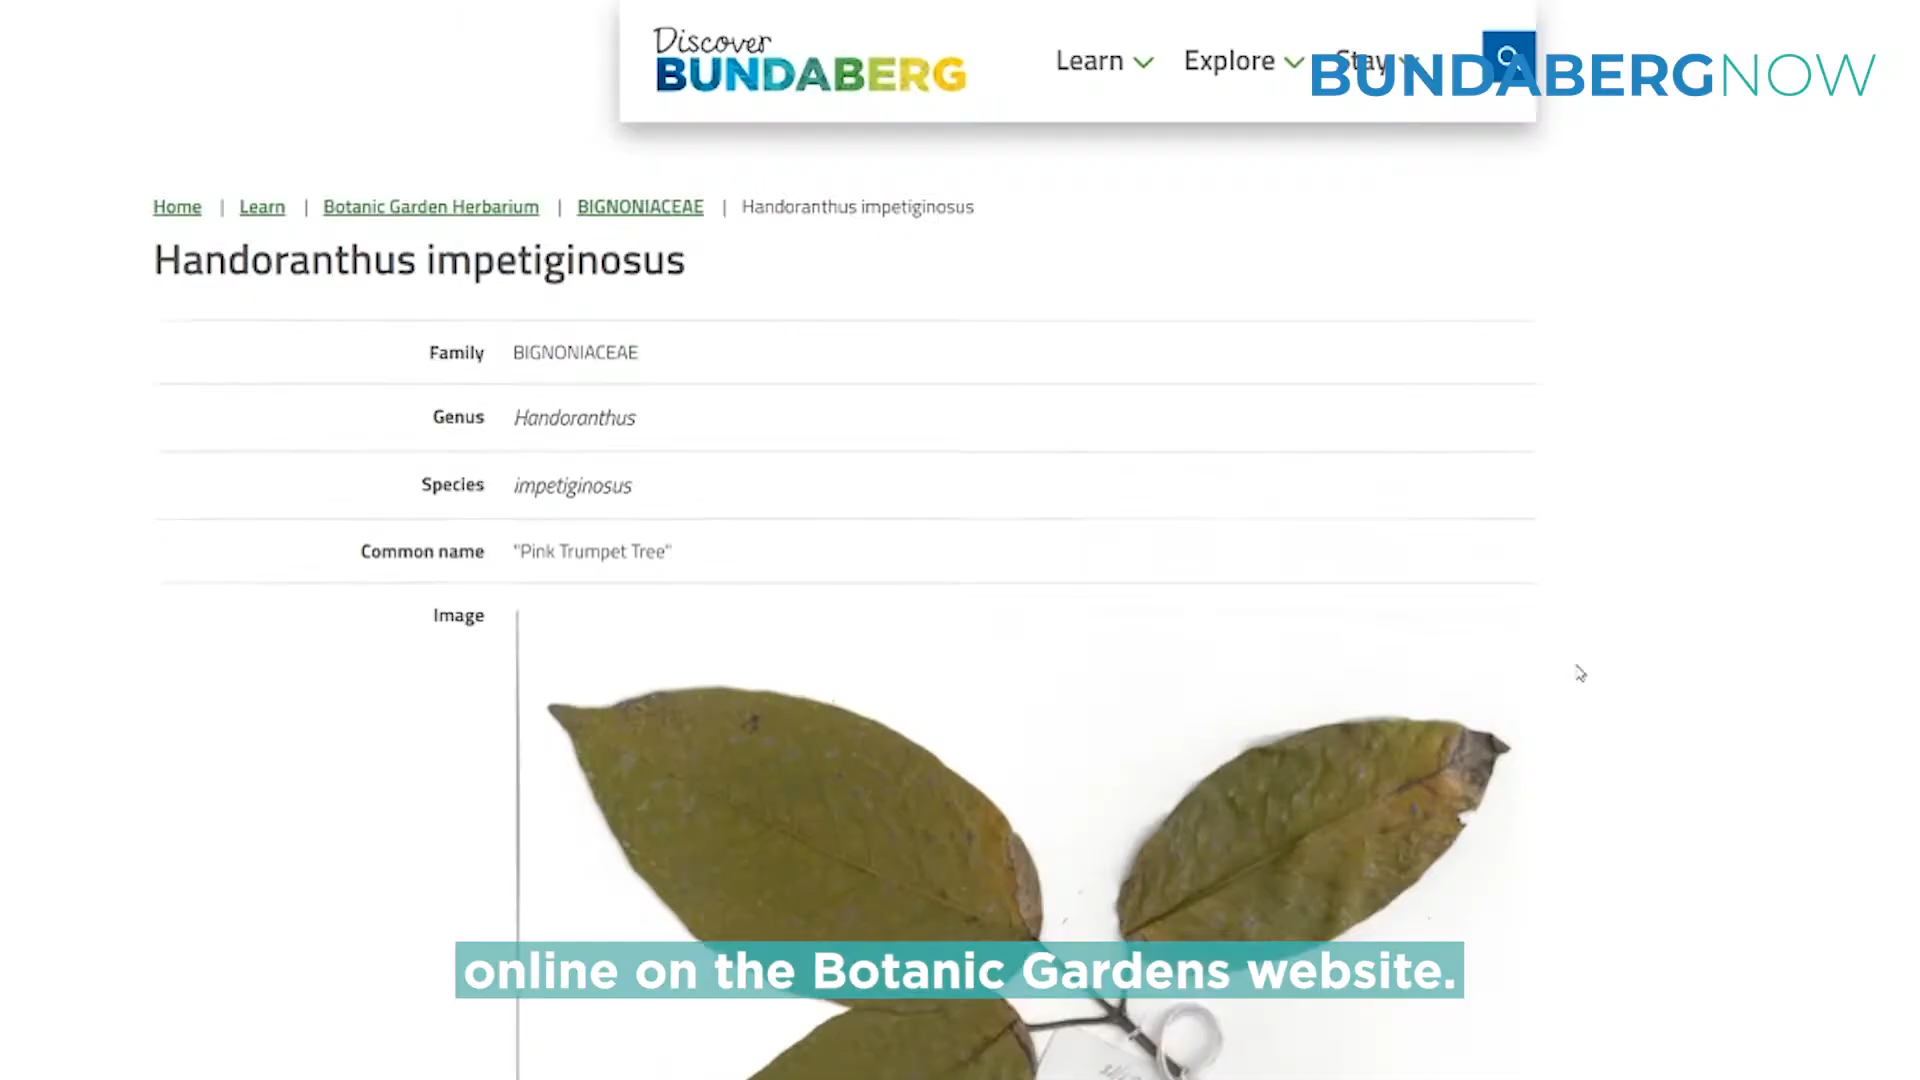 Discover
BUNDABERG
Learn
Explore
Stay
BUNDABERGNOW
Home | Learn | Botanic Garden Herbarium | BIGNONIACEAE | Handoranthus impetiginosus
Handoranthus impetiginosus
Family BIGNONIACEAE
Genus Handoranthus
Species impetiginosus
Common name "Pink Trumpet Tree"
Image
online on the Botanic Gardens website.